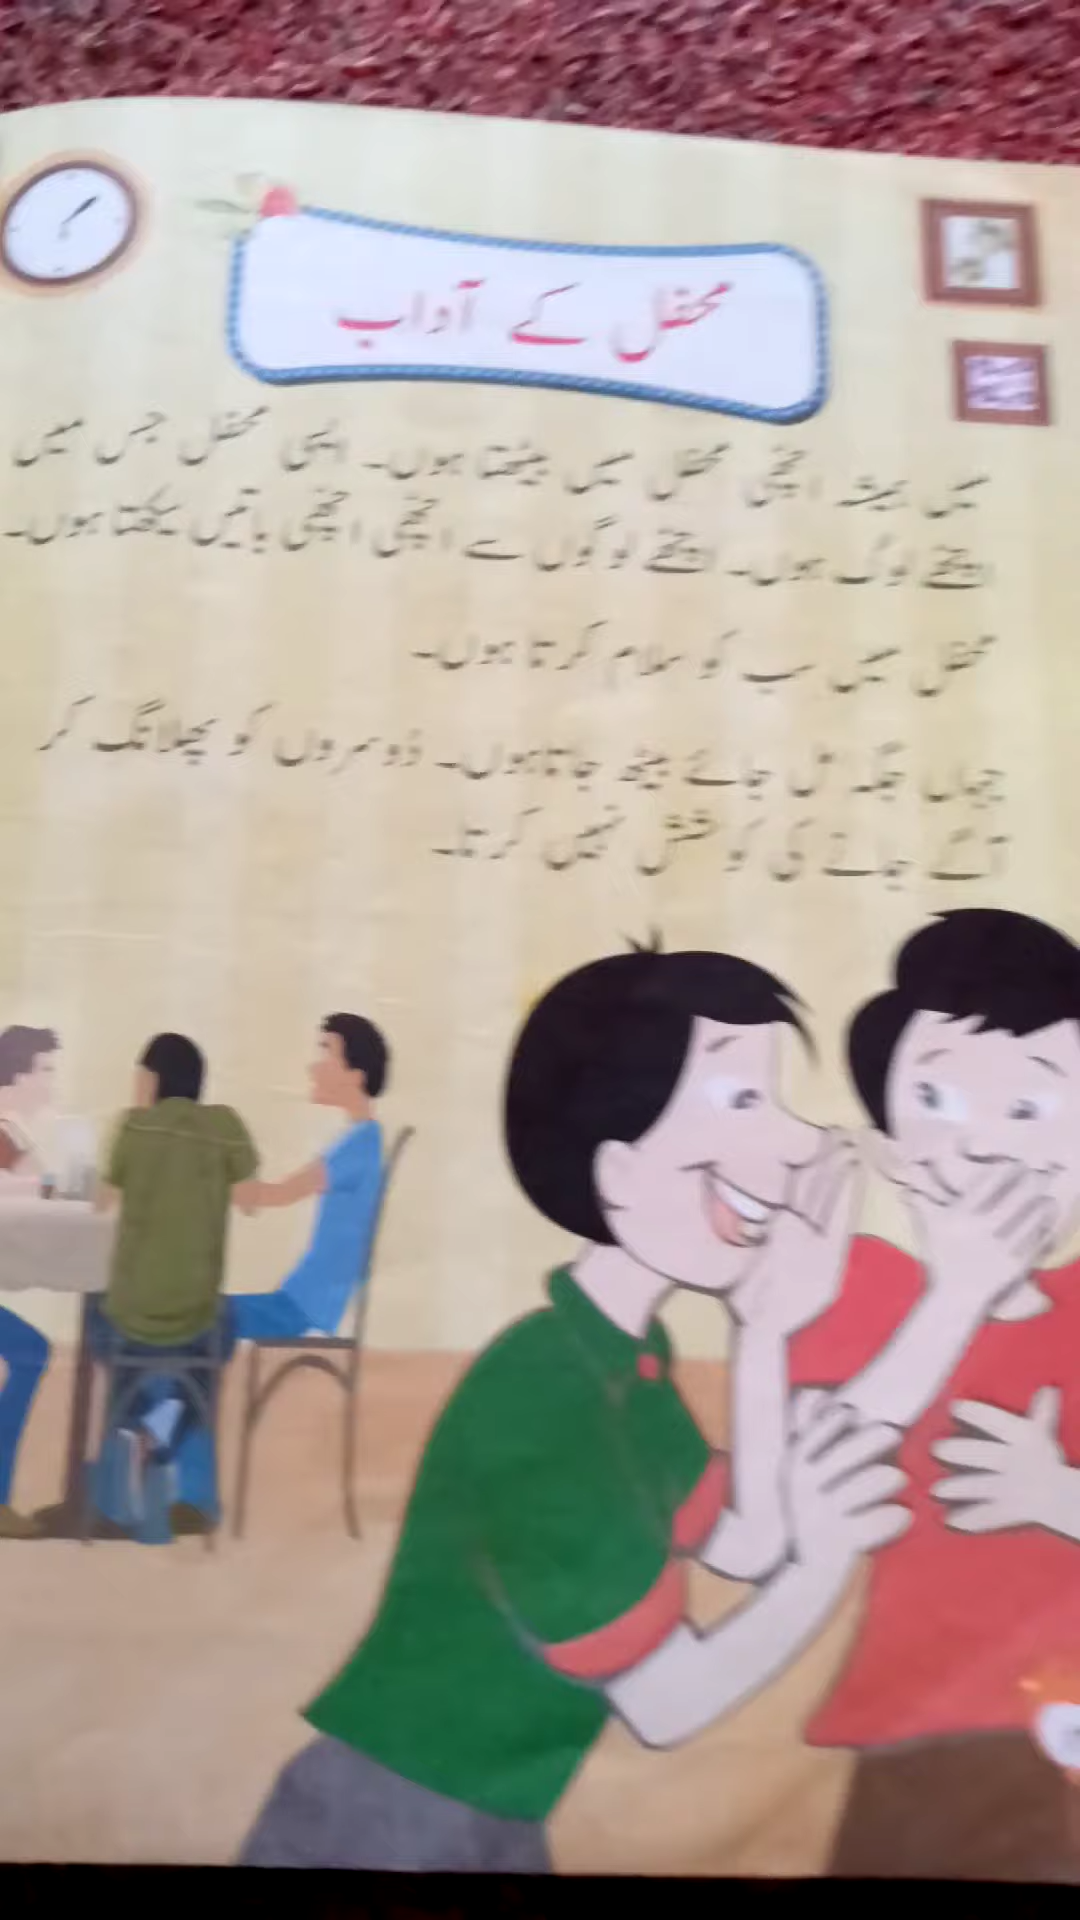 محفل کے آداب
میں ہمیشہ اچھی محفل میں بیٹھتا ہوں۔ ایسی محفل جس میں
اچھے لوگ ہوں۔ اچھے لوگوں سے اچھی اچھی باتیں سیکھتا ہوں۔
محفل میں سب کو سلام کرتا ہوں۔
جہاں جگہ مل جائے بیٹھ جاتا ہوں۔ دُوسروں کو پھلانگ کر
آگے جانے کی کوشش نہیں کرتا۔